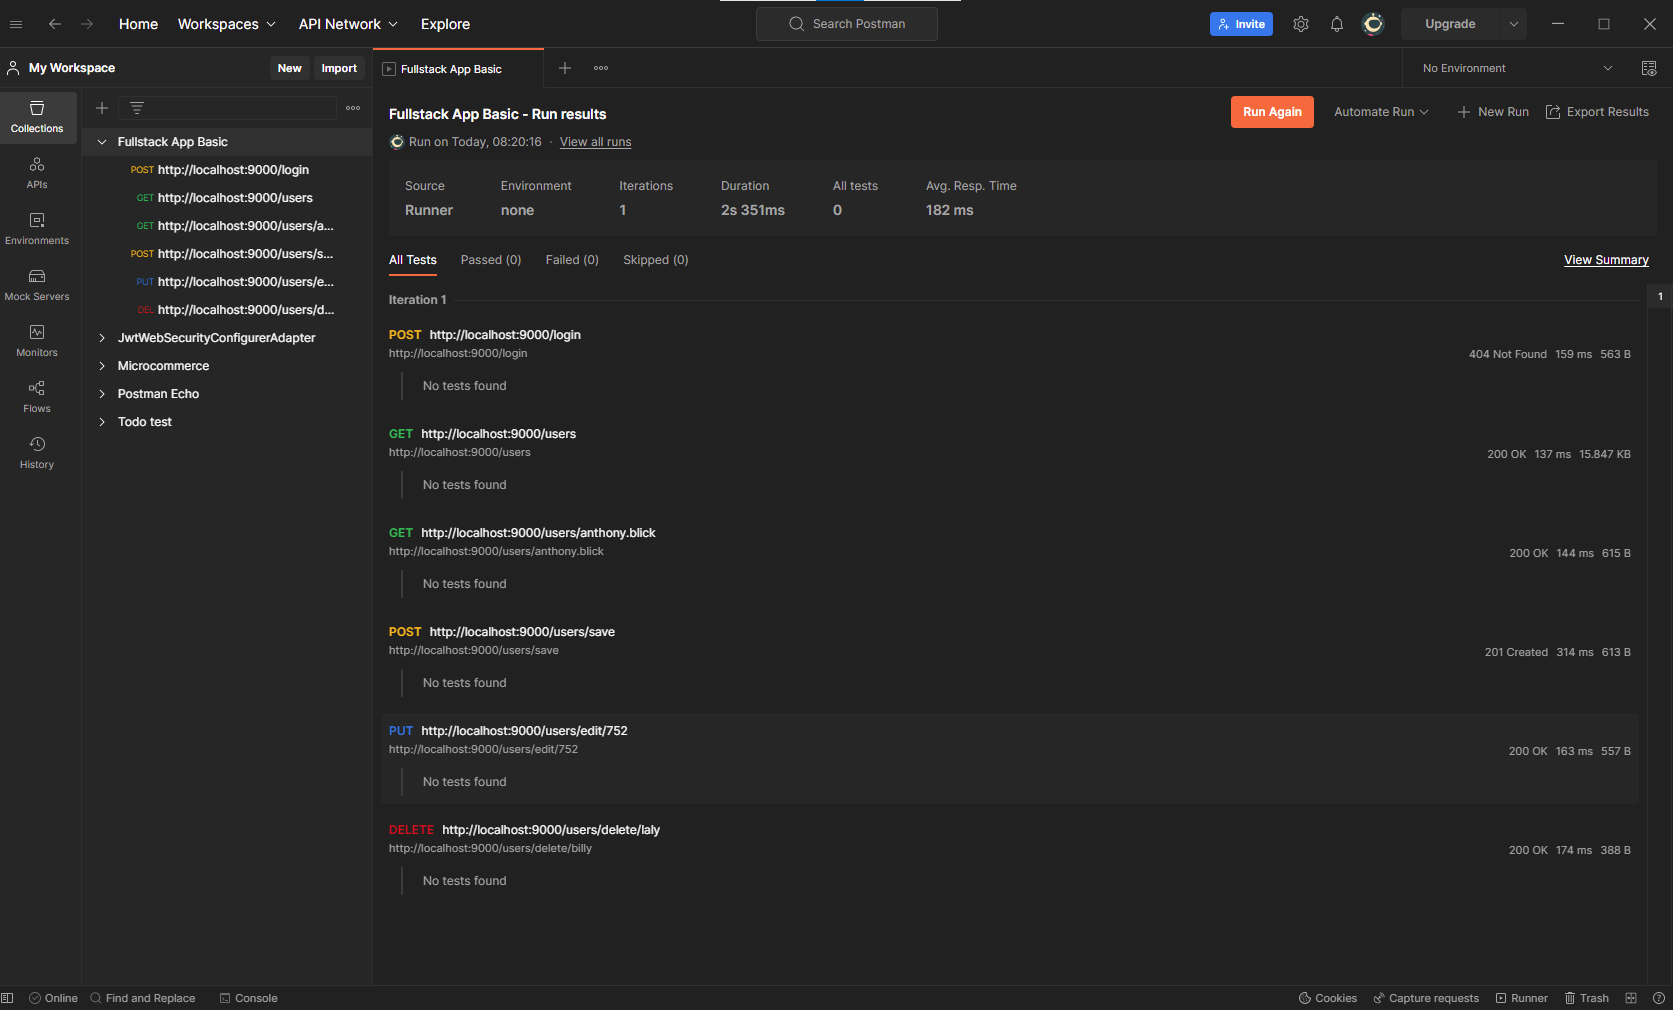 Home Workspaces API Network Explore Search Postman Invite Upgrade
My Workspace New Import Fullstack App Basic No Environment
Collections
APIs
Environments
Mock Servers
Monitors
Flows
History
Fullstack App Basic
POST http://localhost:9000/login
GET http://localhost:9000/users
GET http://localhost:9000/users/a...
POST http://localhost:9000/users/s...
PUT http://localhost:9000/users/e...
DEL http://localhost:9000/users/d...
JwtWebSecurityConfigurerAdapter
Microcommerce
Postman Echo
Todo test
Fullstack App Basic - Run results Run Again Automate Run New Run Export Results
Run on Today, 08:20:16 · View all runs
Source Environment Iterations Duration All tests Avg. Resp. Time
Runner none 1 2s 351ms 0 182 ms
All Tests Passed (0) Failed (0) Skipped (0) View Summary
Iteration 1 1
POST http://localhost:9000/login
http://localhost:9000/login 404 Not Found 159 ms 563 B
No tests found
GET http://localhost:9000/users
http://localhost:9000/users 200 OK 137 ms 15.847 KB
No tests found
GET http://localhost:9000/users/anthony.blick
http://localhost:9000/users/anthony.blick 200 OK 144 ms 615 B
No tests found
POST http://localhost:9000/users/save
http://localhost:9000/users/save 201 Created 314 ms 613 B
No tests found
PUT http://localhost:9000/users/edit/752
http://localhost:9000/users/edit/752 200 OK 163 ms 557 B
No tests found
DELETE http://localhost:9000/users/delete/laly
http://localhost:9000/users/delete/billy 200 OK 174 ms 388 B
No tests found
Online Find and Replace Console Cookies Capture requests Runner Trash